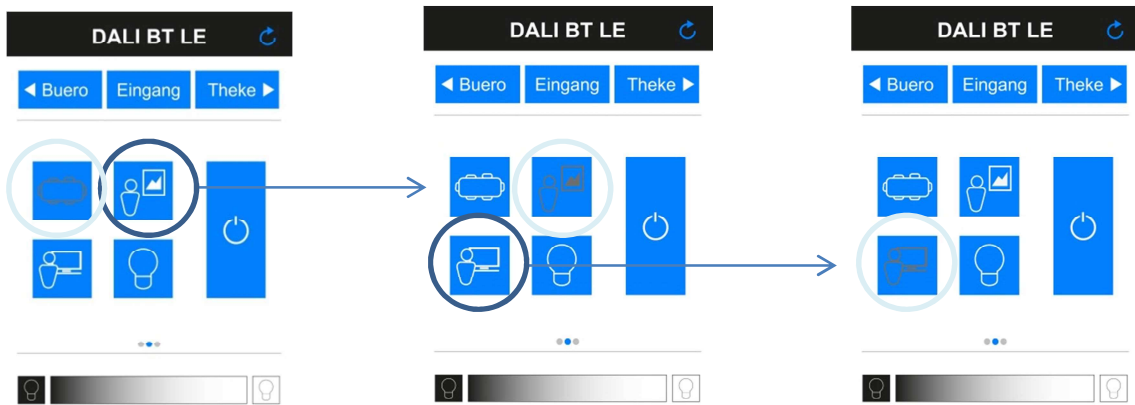 DALI BT LE
◀ Buero Eingang Theke ▶
DALI BT LE
◀ Buero Eingang Theke ▶
DALI BT LE
◀ Buero Eingang Theke ▶